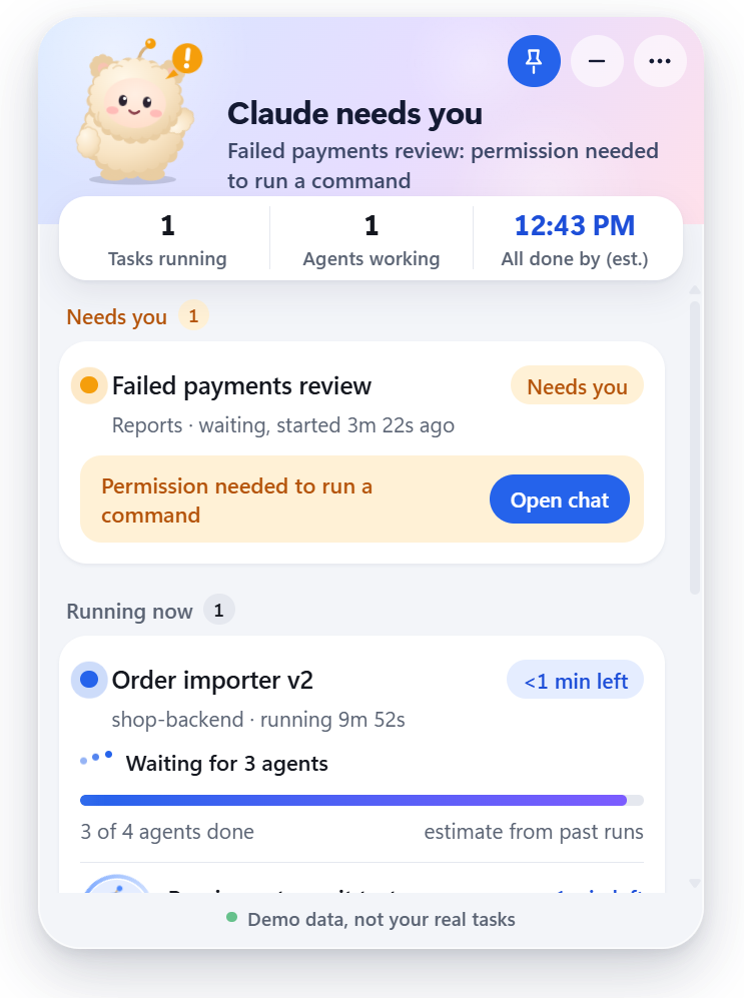 Claude needs you
Failed payments review: permission needed
to run a command
1
Tasks running
1
Agents working
12:43 PM
All done by (est.)
Needs you 1
Failed payments review
Needs you
Reports · waiting, started 3m 22s ago
Permission needed to run a
command
Open chat
Running now 1
Order importer v2
<1 min left
shop-backend · running 9m 52s
Waiting for 3 agents
3 of 4 agents done
estimate from past runs
Demo data, not your real tasks